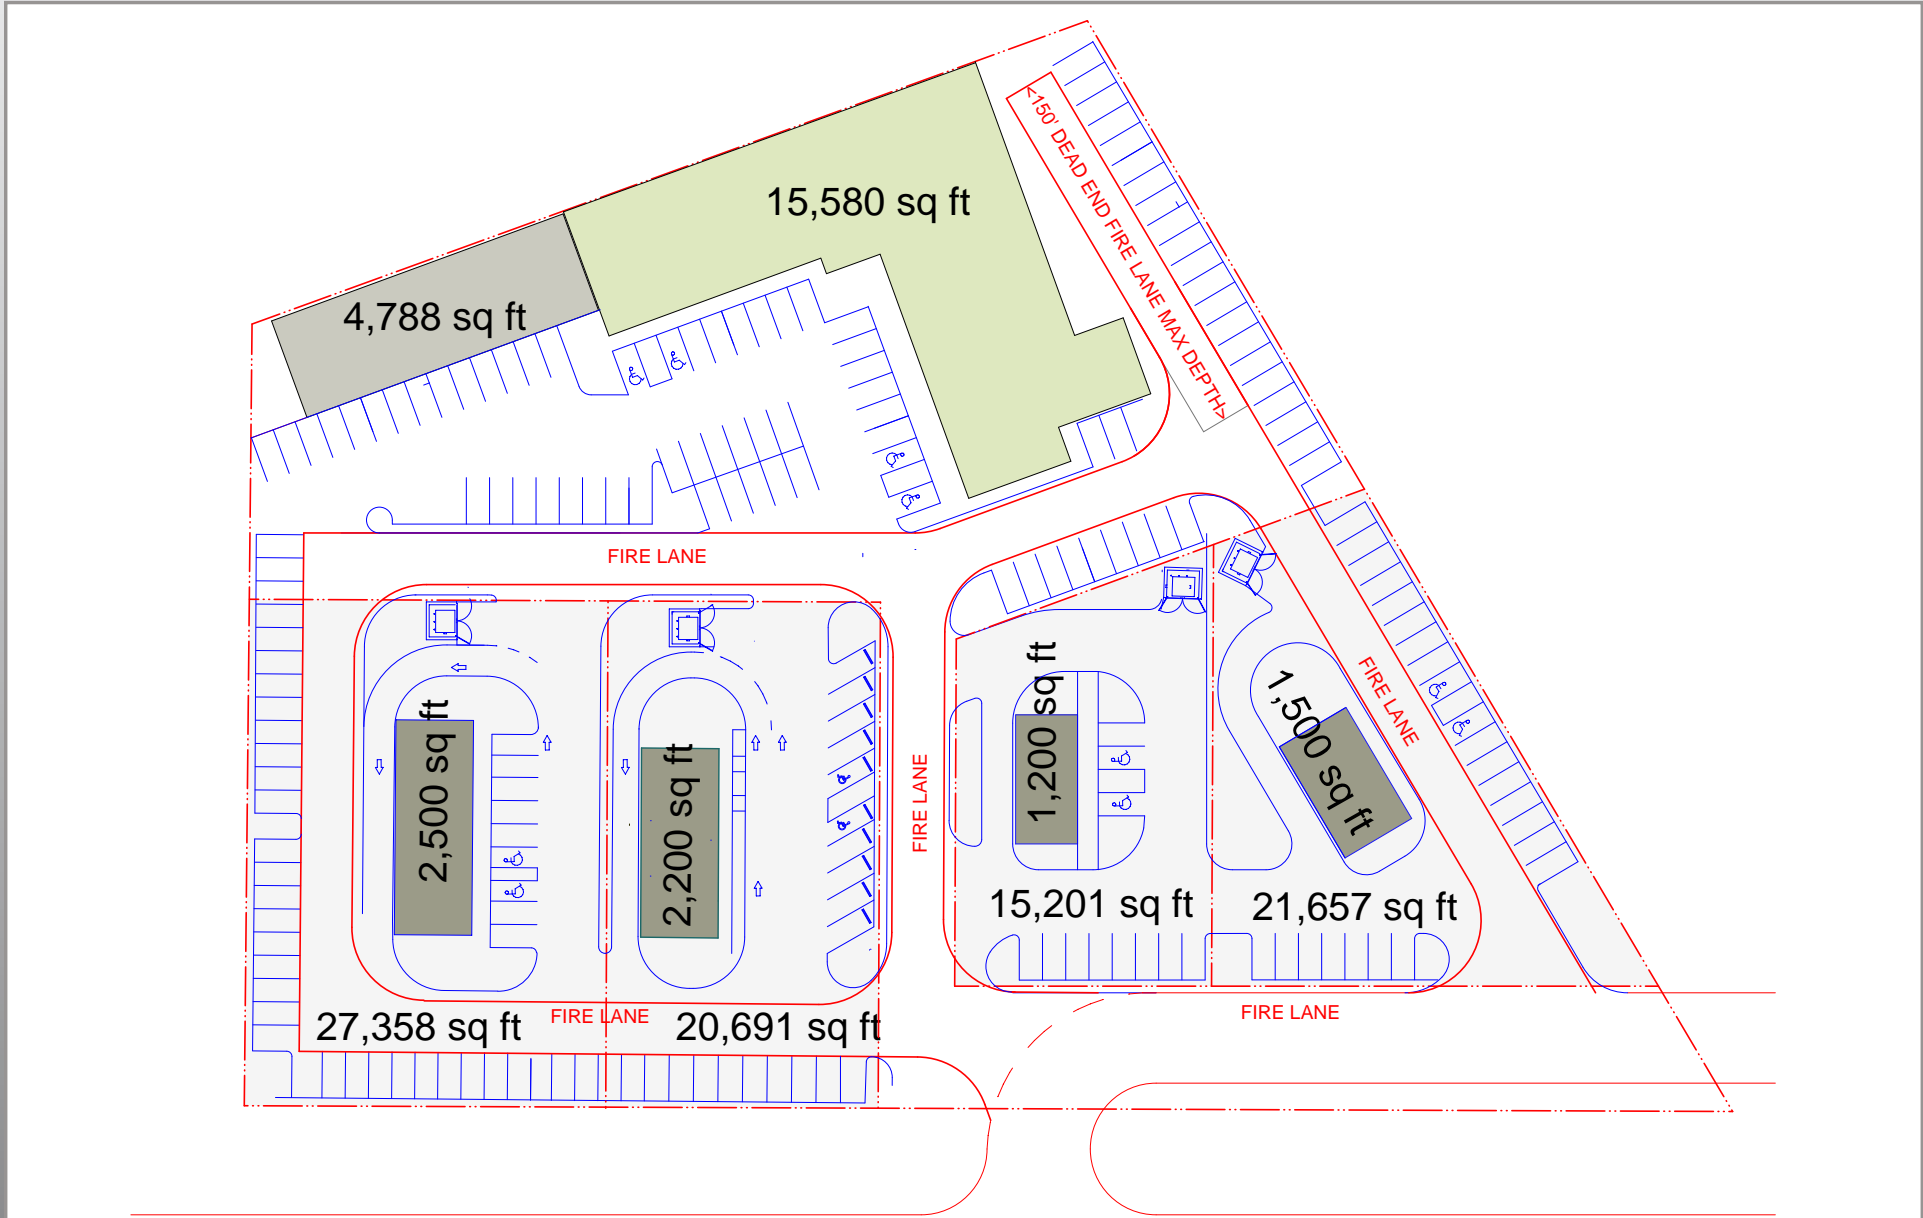 <150' DEAD END FIRE LANE MAX DEPTH>
15,580 sq ft
4,788 sq ft
FIRE LANE
2,500 sq ft
2,200 sq ft
FIRE LANE
1,200 sq ft
1,500 sq ft
FIRE LANE
15,201 sq ft
21,657 sq ft
27,358 sq ft
FIRE LANE
20,691 sq ft
FIRE LANE